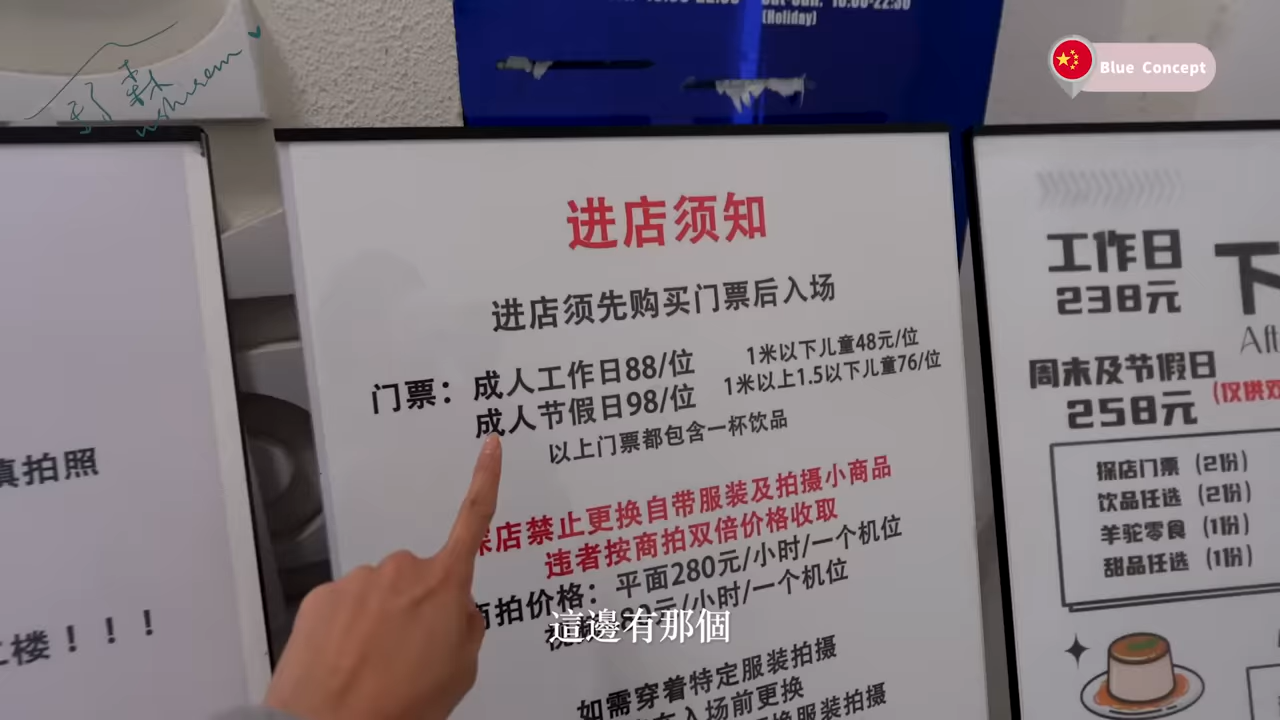 (Holiday)
Blue Concept
真拍照
二楼！！！
进店须知
进店须先购买门票后入场
门票：成人工作日88/位
成人节假日98/位
1米以下儿童48元/位
1米以上1.5以下儿童76/位
以上门票都包含一杯饮品
探店禁止更换自带服装及拍摄小商品
违者按商拍双倍价格收取
商拍价格：平面280元/小时/一个机位
元/小时/一个机位
如需穿着特定服装拍摄
入场前更换
服装拍摄
工作日
238元
下
Aft
周末及节假日
258元
(仅供双
探店门票（2份）
饮品任选（2份）
羊驼零食（1份）
甜品任选（1份）
這邊有那個